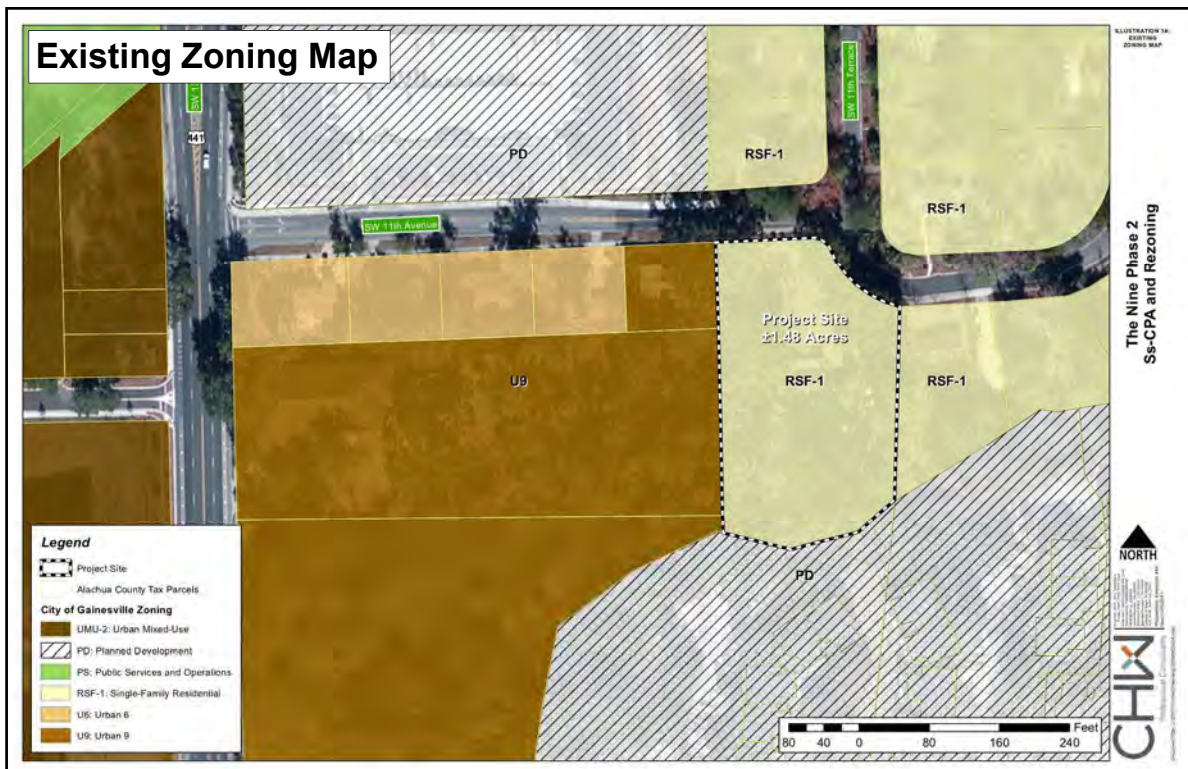 Existing Zoning Map
ILLUSTRATION 1A:
EXISTING
ZONING MAP
441
SW 11th Terrace
PD
RSF-1
RSF-1
SW 11th Avenue
The Nine Phase 2
Ss-CPA and Rezoning
Project Site
±1.48 Acres
U9
RSF-1
RSF-1
PD
Legend
Project Site
Alachua County Tax Parcels
City of Gainesville Zoning
UMU-2: Urban Mixed-Use
PD: Planned Development
PS: Public Services and Operations
RSF-1: Single-Family Residential
U6: Urban 6
U9: Urban 9
NORTH
CHW
Professional Consultants
Feet
80 40 0 80 160 240